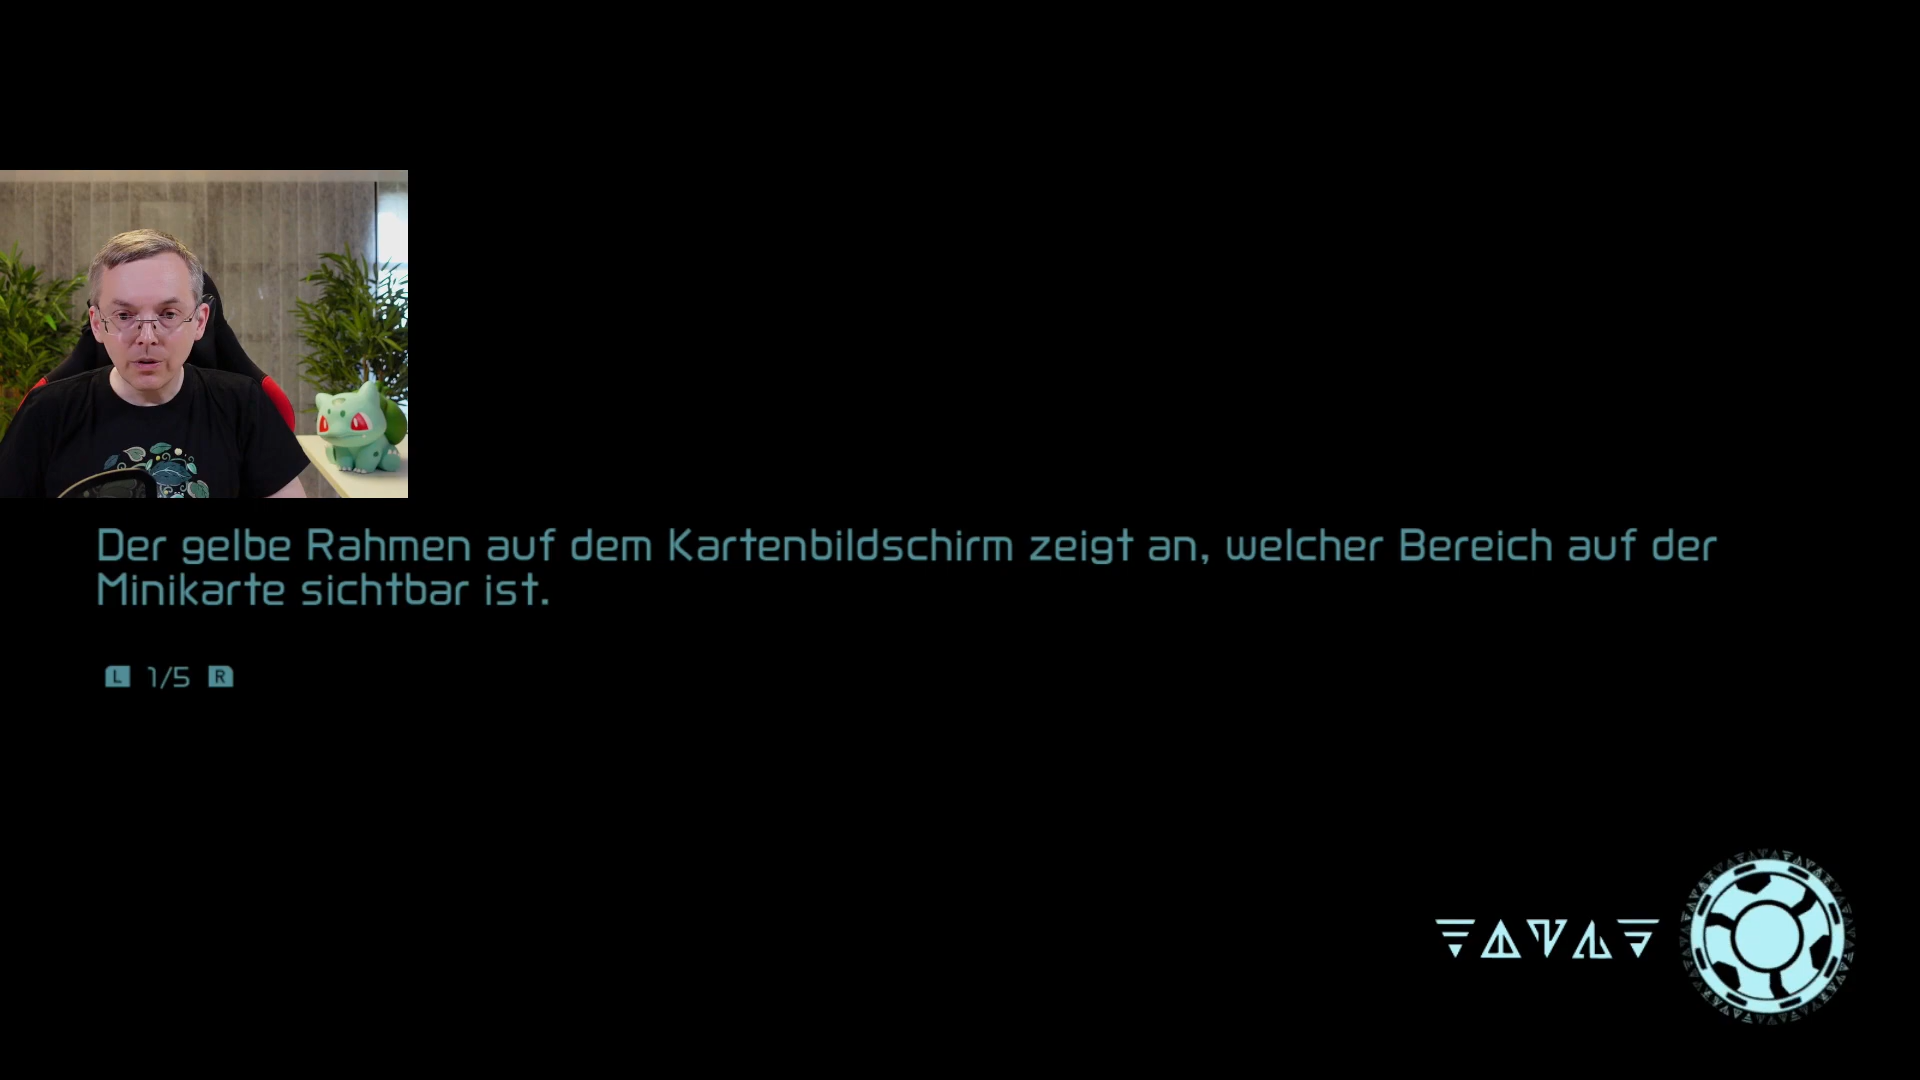 Der gelbe Rahmen auf dem Kartenbildschirm zeigt an, welcher Bereich auf der
Minikarte sichtbar ist.
L 1/5 R